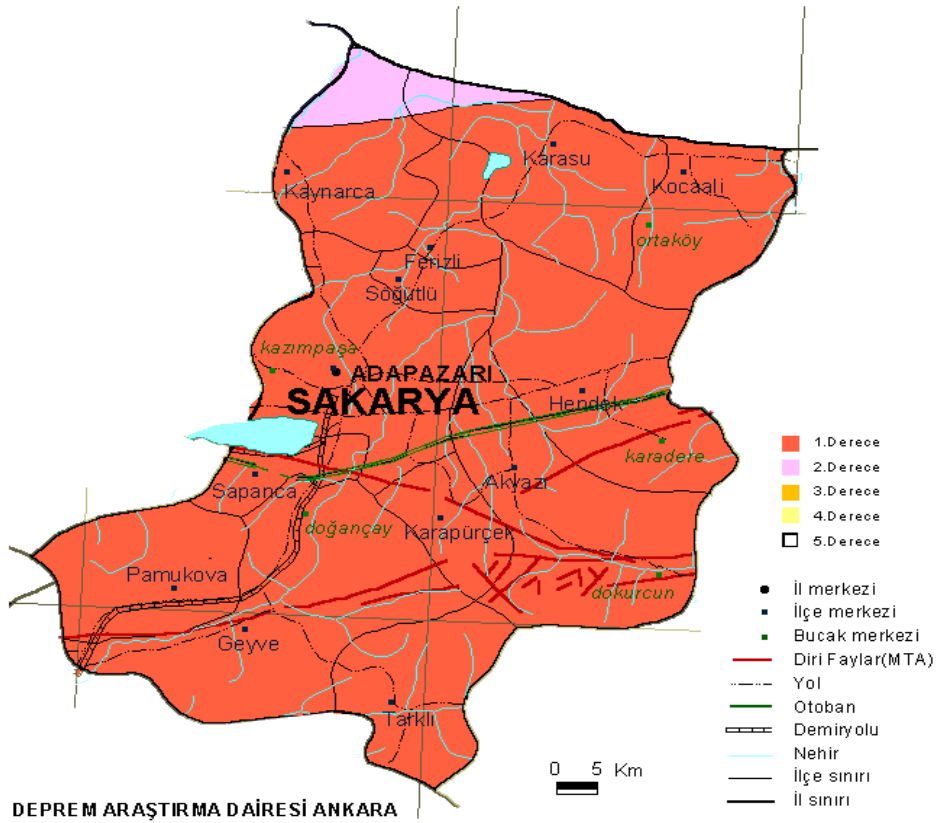 Karasu
Kaynarca
Kocaali
ortaköy
Ferizli
Söğütlü
kazımpaşa
ADAPAZARI
SAKARYA
Hendek
karadere
Sapanca
Akyazı
doğançay
Karapürçek
Pamukova
dokurcun
Geyve
Taraklı
1.Derece
2.Derece
3.Derece
4.Derece
5.Derece
İl merkezi
İlçe merkezi
Bucak merkezi
Diri Faylar(MTA)
Yol
Otoban
Demiryolu
Nehir
İlçe sınırı
İl sınırı
0 5 Km
DEPREM ARAŞTIRMA DAİRESİ ANKARA